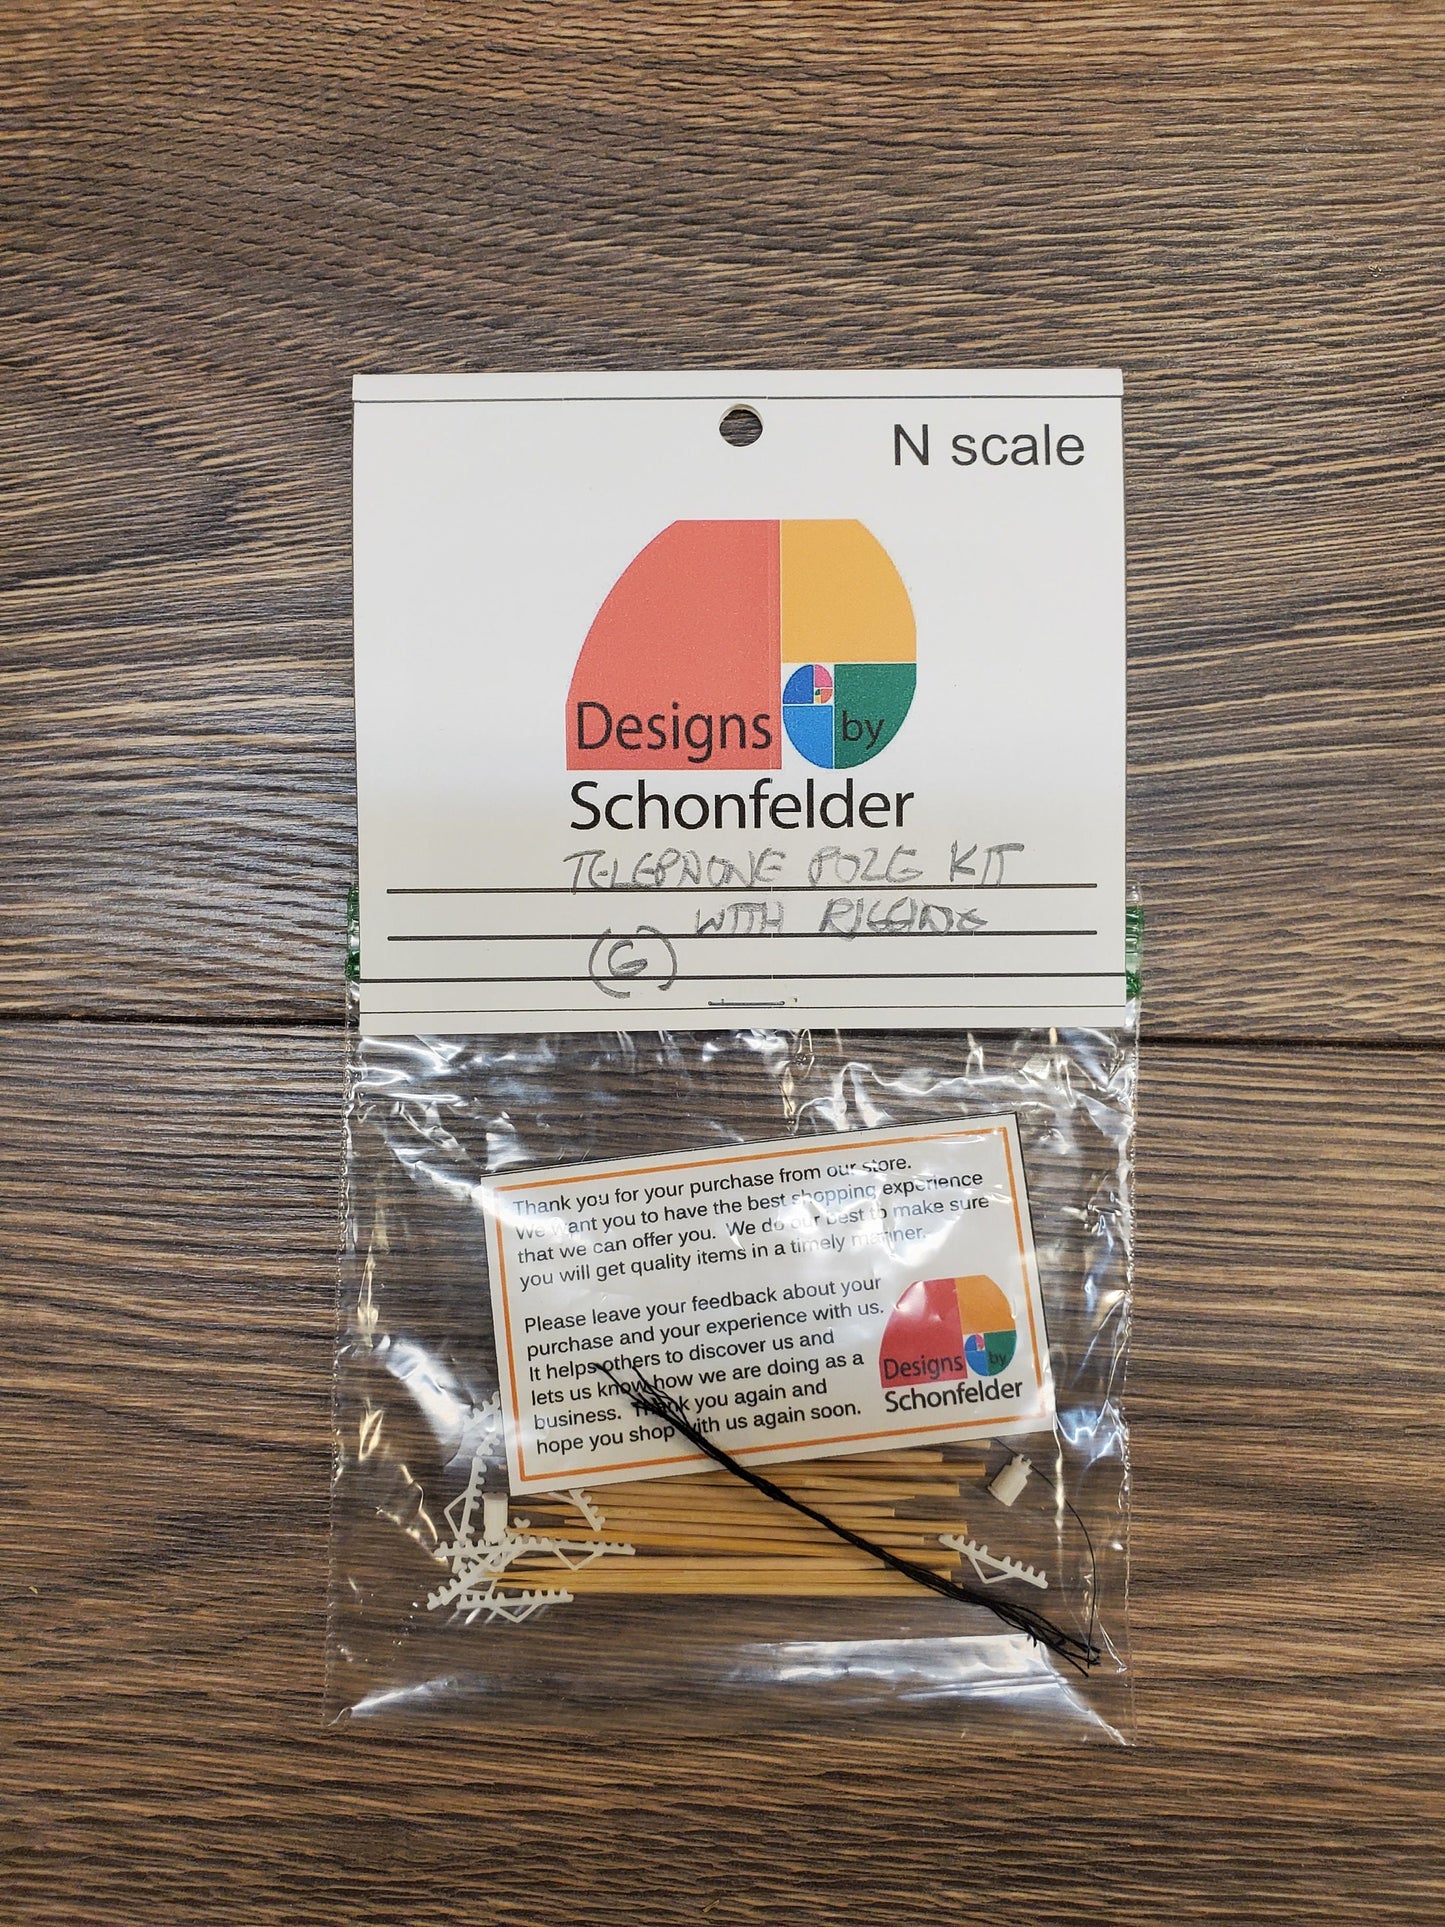 N scale
Designs by
Schonfelder
TELEPHONE POLE KIT
WITH RIGGING
(6)
Thank you for your purchase from our store.
We want you to have the best shopping experience
that we can offer you. We do our best to make sure
you will get quality items in a timely manner.
Please leave your feedback about your
purchase and your experience with us.
It helps others to discover us and
lets us know how we are doing as a
business. Thank you again and
hope you shop with us again soon.
Designs by
Schonfelder